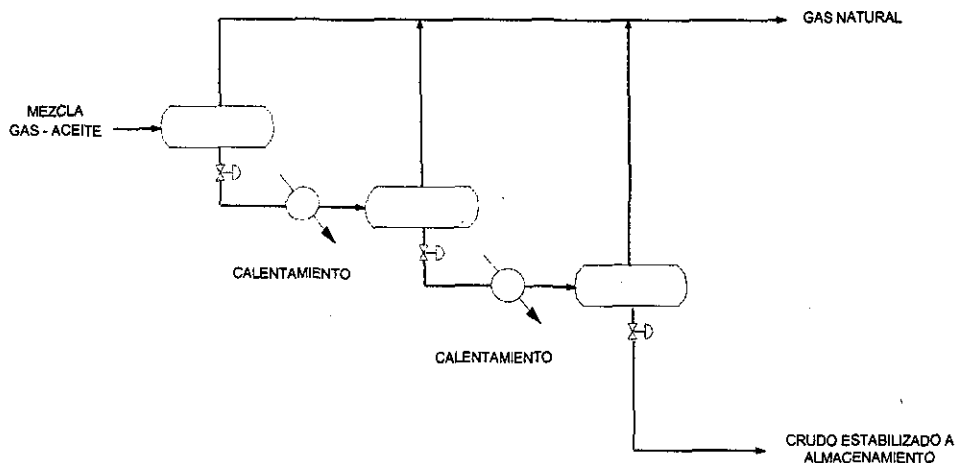 GAS NATURAL
MEZCLA
GAS - ACEITE
CALENTAMIENTO
CALENTAMIENTO
CRUDO ESTABILIZADO A
ALMACENAMIENTO